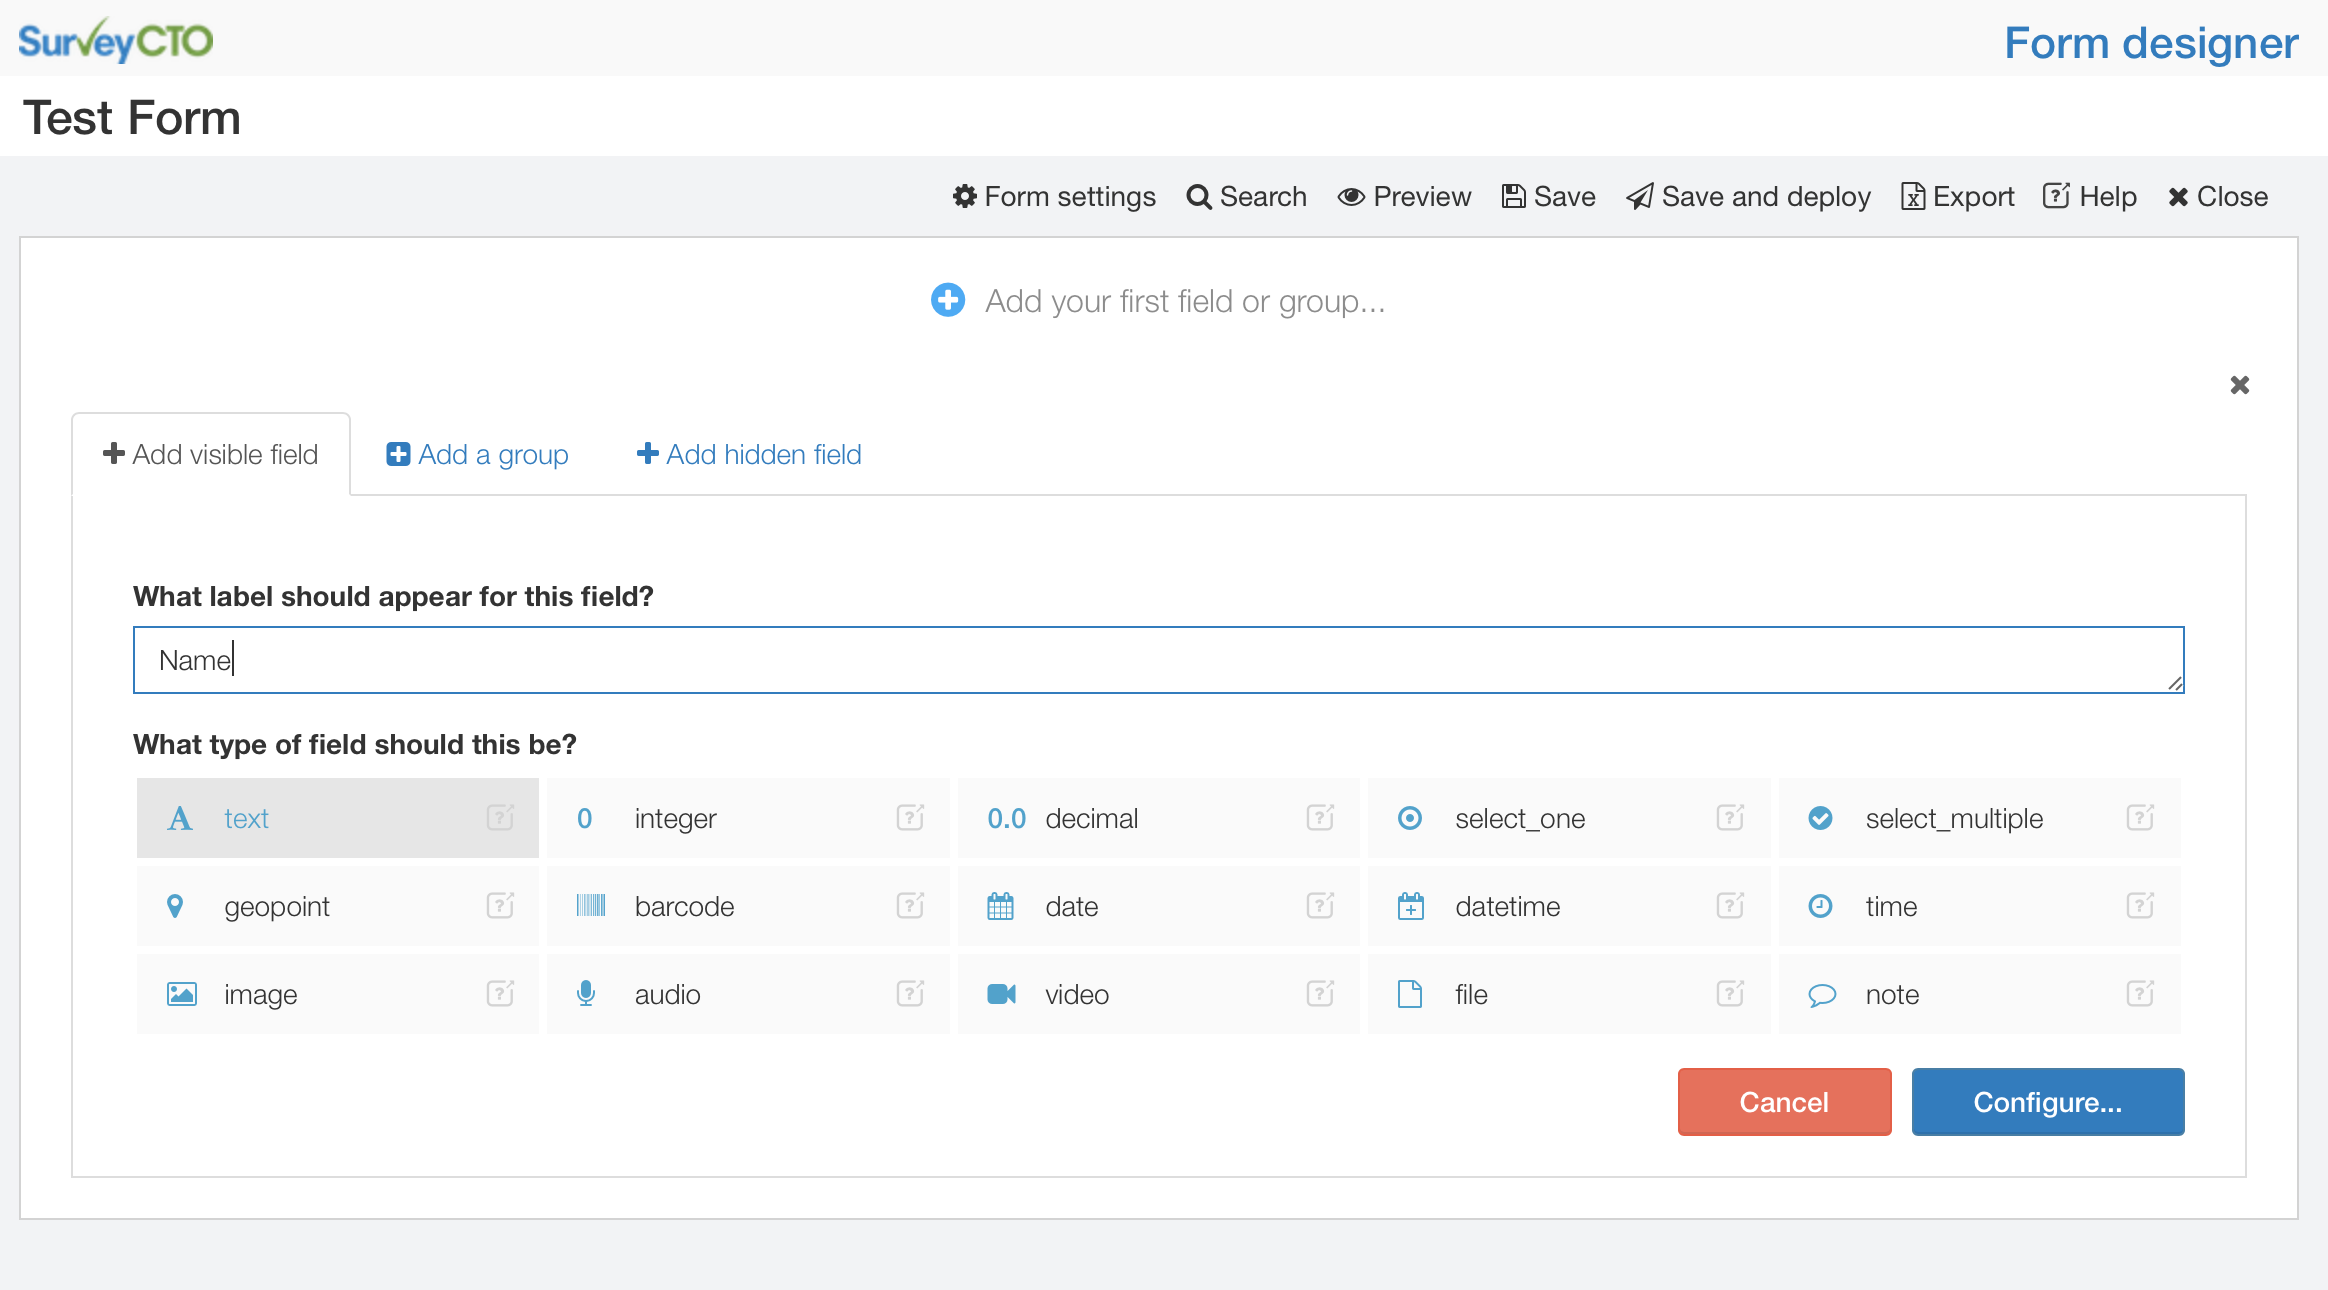 SurveyCTO
Form designer
Test Form
Form settings Search Preview Save Save and deploy Export Help Close
Add your first field or group...
Add visible field Add a group Add hidden field
What label should appear for this field?
Name
What type of field should this be?
A text 0 integer 0.0 decimal select_one select_multiple
geopoint barcode date datetime time
image audio video file note
Cancel Configure...